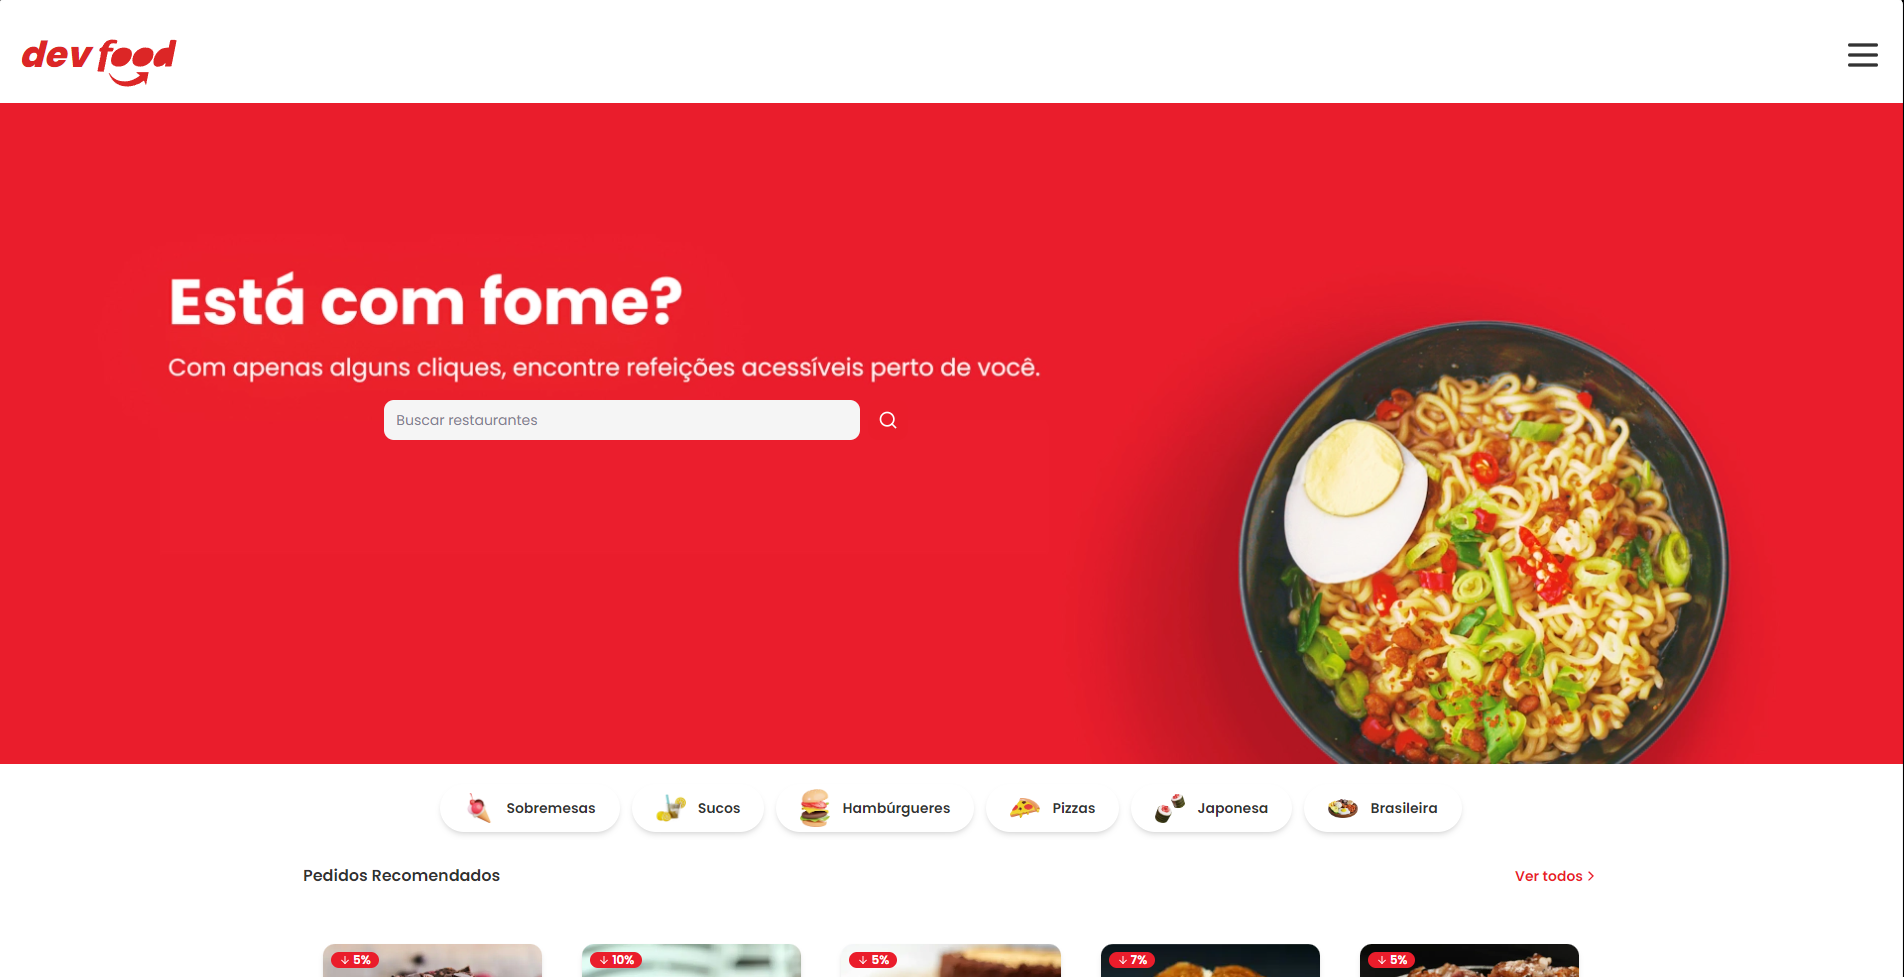 dev food
Está com fome?
Com apenas alguns cliques, encontre refeições acessíveis perto de você.
Buscar restaurantes
Sobremesas
Sucos
Hambúrgueres
Pizzas
Japonesa
Brasileira
Pedidos Recomendados
Ver todos
5%
10%
5%
7%
5%